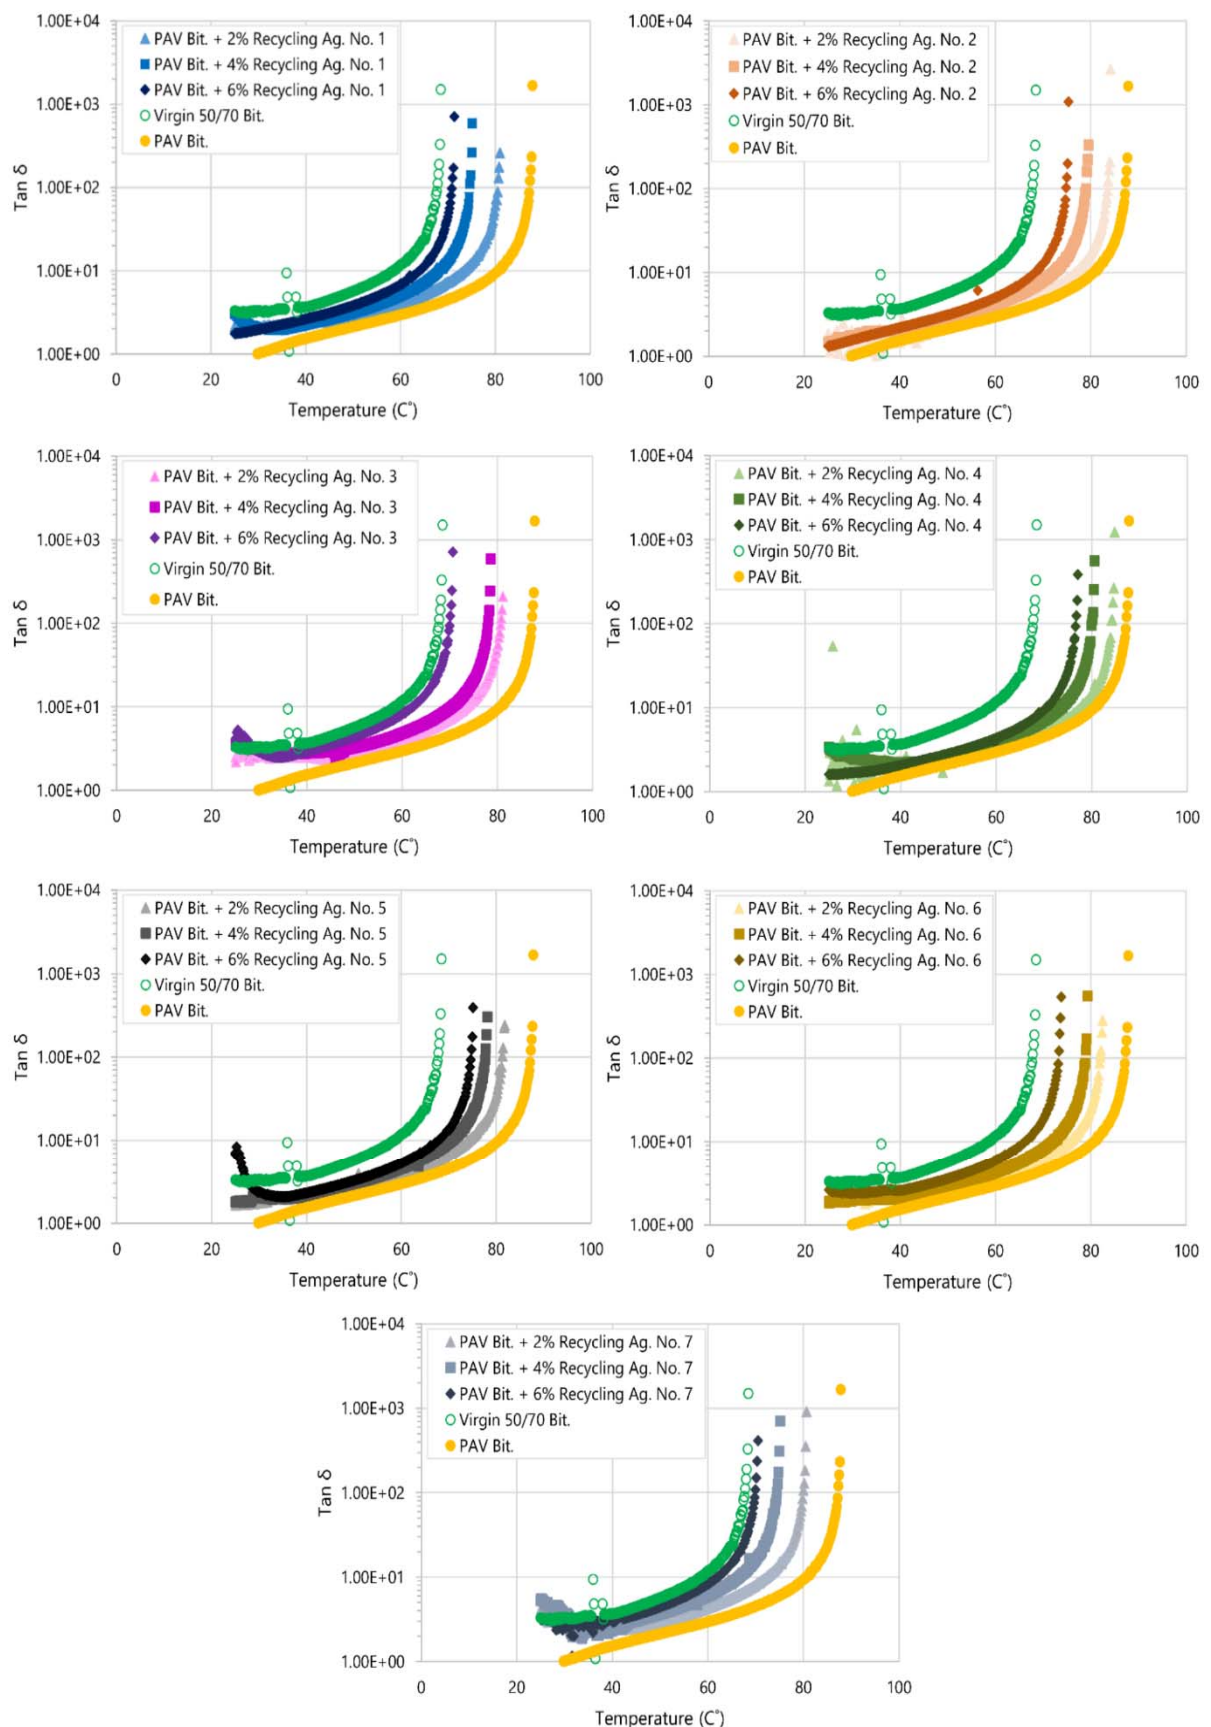 1.00E+04
1.00E+03
1.00E+02
1.00E+01
1.00E+00
Tan δ
PAV Bit. + 2% Recycling Ag. No. 1
PAV Bit. + 4% Recycling Ag. No. 1
PAV Bit. + 6% Recycling Ag. No. 1
Virgin 50/70 Bit.
PAV Bit.
0 20 40 60 80 100
Temperature (C°)
1.00E+04
1.00E+03
1.00E+02
1.00E+01
1.00E+00
Tan δ
PAV Bit. + 2% Recycling Ag. No. 2
PAV Bit. + 4% Recycling Ag. No. 2
PAV Bit. + 6% Recycling Ag. No. 2
Virgin 50/70 Bit.
PAV Bit.
0 20 40 60 80 100
Temperature (C°)
1.00E+04
1.00E+03
1.00E+02
1.00E+01
1.00E+00
Tan δ
PAV Bit. + 2% Recycling Ag. No. 3
PAV Bit. + 4% Recycling Ag. No. 3
PAV Bit. + 6% Recycling Ag. No. 3
Virgin 50/70 Bit.
PAV Bit.
0 20 40 60 80 100
Temperature (C°)
1.00E+04
1.00E+03
1.00E+02
1.00E+01
1.00E+00
Tan δ
PAV Bit. + 2% Recycling Ag. No. 4
PAV Bit. + 4% Recycling Ag. No. 4
PAV Bit. + 6% Recycling Ag. No. 4
Virgin 50/70 Bit.
PAV Bit.
0 20 40 60 80 100
Temperature (C°)
1.00E+04
1.00E+03
1.00E+02
1.00E+01
1.00E+00
Tan δ
PAV Bit. + 2% Recycling Ag. No. 5
PAV Bit. + 4% Recycling Ag. No. 5
PAV Bit. + 6% Recycling Ag. No. 5
Virgin 50/70 Bit.
PAV Bit.
0 20 40 60 80 100
Temperature (C°)
1.00E+04
1.00E+03
1.00E+02
1.00E+01
1.00E+00
Tan δ
PAV Bit. + 2% Recycling Ag. No. 6
PAV Bit. + 4% Recycling Ag. No. 6
PAV Bit. + 6% Recycling Ag. No. 6
Virgin 50/70 Bit.
PAV Bit.
0 20 40 60 80 100
Temperature (C°)
1.00E+04
1.00E+03
1.00E+02
1.00E+01
1.00E+00
Tan δ
PAV Bit. + 2% Recycling Ag. No. 7
PAV Bit. + 4% Recycling Ag. No. 7
PAV Bit. + 6% Recycling Ag. No. 7
Virgin 50/70 Bit.
PAV Bit.
0 20 40 60 80 100
Temperature (C°)